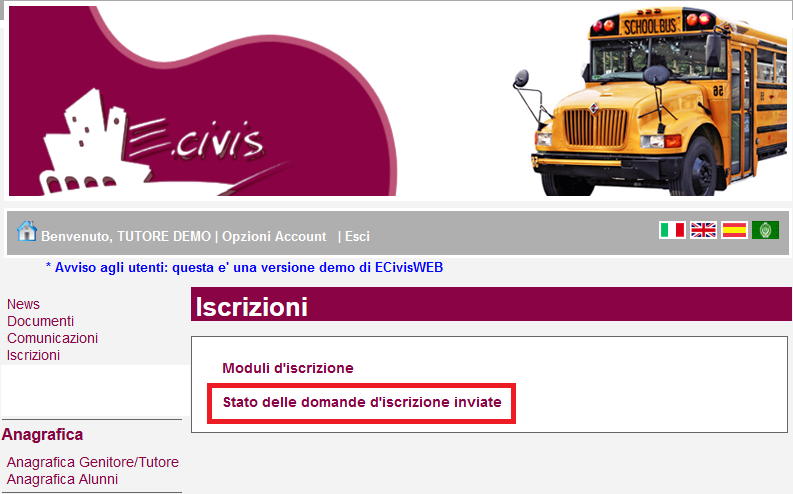 SCHOOL BUS
56
E.civis
Benvenuto, TUTORE DEMO | Opzioni Account | Esci
* Avviso agli utenti: questa e' una versione demo di ECivisWEB
News
Documenti
Comunicazioni
Iscrizioni
Iscrizioni
Moduli d'iscrizione
Stato delle domande d'iscrizione inviate
Anagrafica
Anagrafica Genitore/Tutore
Anagrafica Alunni